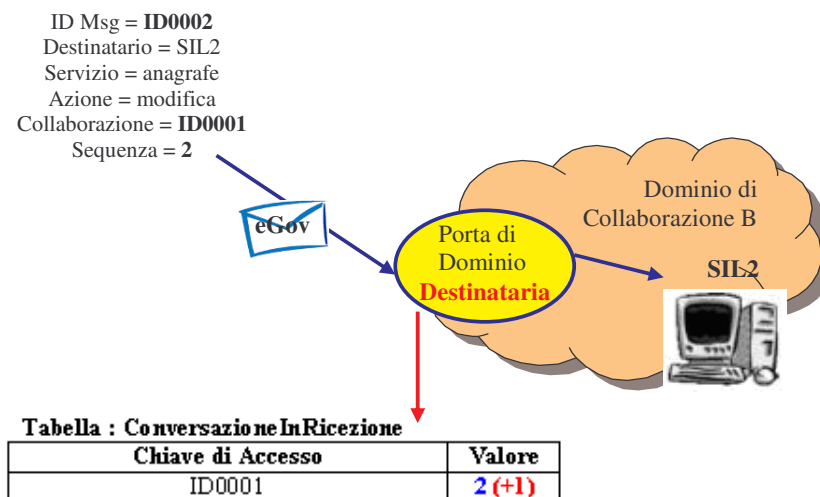 ID Msg = ID0002
Destinatario = SIL2
Servizio = anagrafe
Azione = modifica
Collaborazione = ID0001
Sequenza = 2
eGov
Dominio di
Collaborazione B
Porta di
Dominio
Destinataria
SIL2
Tabella : ConversazioneInRicezione
Chiave di Accesso Valore
ID0001 2 (+1)